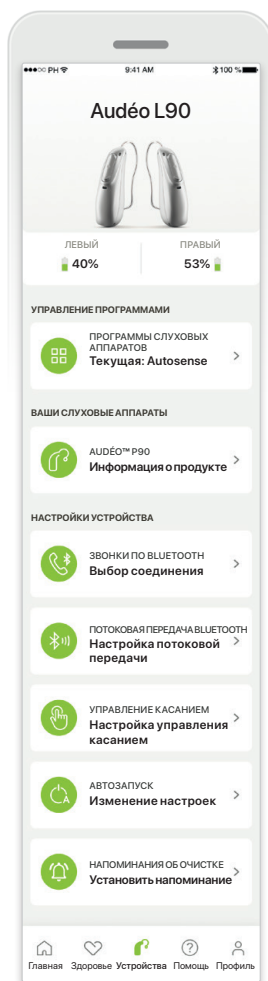 PH 9:41 AM 100 %
Audéo L90
ЛЕВЫЙ ПРАВЫЙ
40% 53%
УПРАВЛЕНИЕ ПРОГРАММАМИ
ПРОГРАММЫ СЛУХОВЫХ
АППАРАТОВ
Текущая: Autosense
ВАШИ СЛУХОВЫЕ АППАРАТЫ
AUDÉO™ P90
Информация о продукте
НАСТРОЙКИ УСТРОЙСТВА
ЗВОНКИ ПО BLUETOOTH
Выбор соединения
ПОТОКОВАЯ ПЕРЕДАЧА BLUETOOTH
Настройка потоковой
передачи
УПРАВЛЕНИЕ КАСАНИЕМ
Настройка управления
касанием
АВТОЗАПУСК
Изменение настроек
НАПОМИНАНИЯ ОБ ОЧИСТКЕ
Установить напоминание
Главная Здоровье Устройства Помощь Профиль